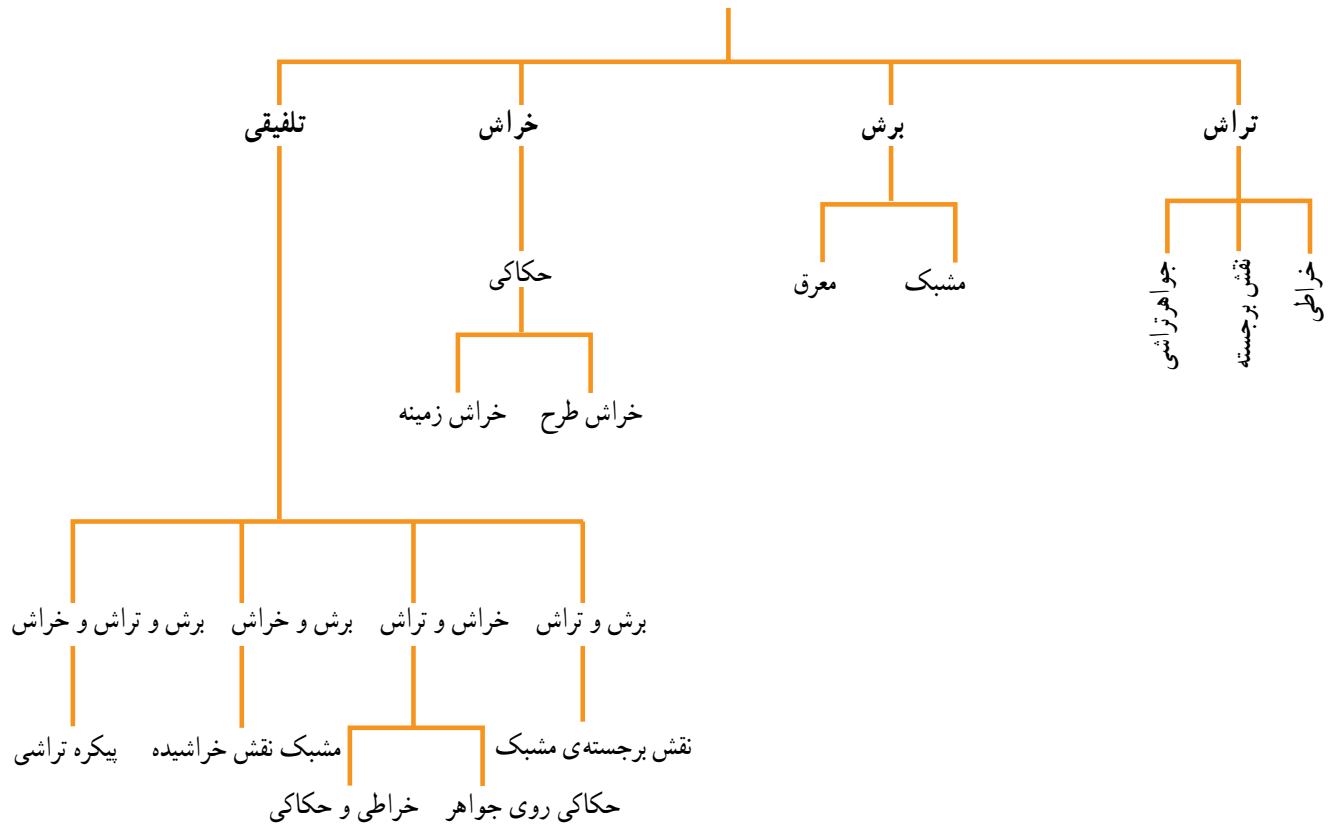 تراش
برش
خراش
تلفیقی
خراطی
نقش برجسته
جواهرتراشی
مشبک
معرق
حکاکی
خراش طرح
خراش زمینه
برش و تراش
خراش و تراش
برش و خراش
برش و تراش و خراش
نقش برجسته‌ی مشبک
مشبک نقش خراشیده
پیکره تراشی
حکاکی روی جواهر
خراطی و حکاکی